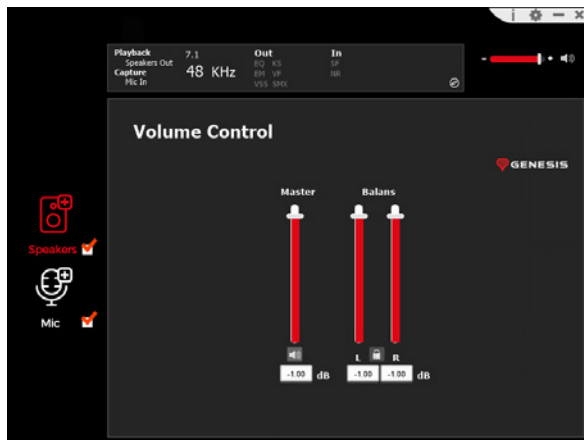 Playback 7.1 Out In
Speakers Out EQ KS SF
Capture 48 KHz EM VF NR
Mic In VSS SMX
Volume Control
GENESIS
Master Balans
Speakers
Mic
L R
-1.00 dB -1.00 -1.00 dB